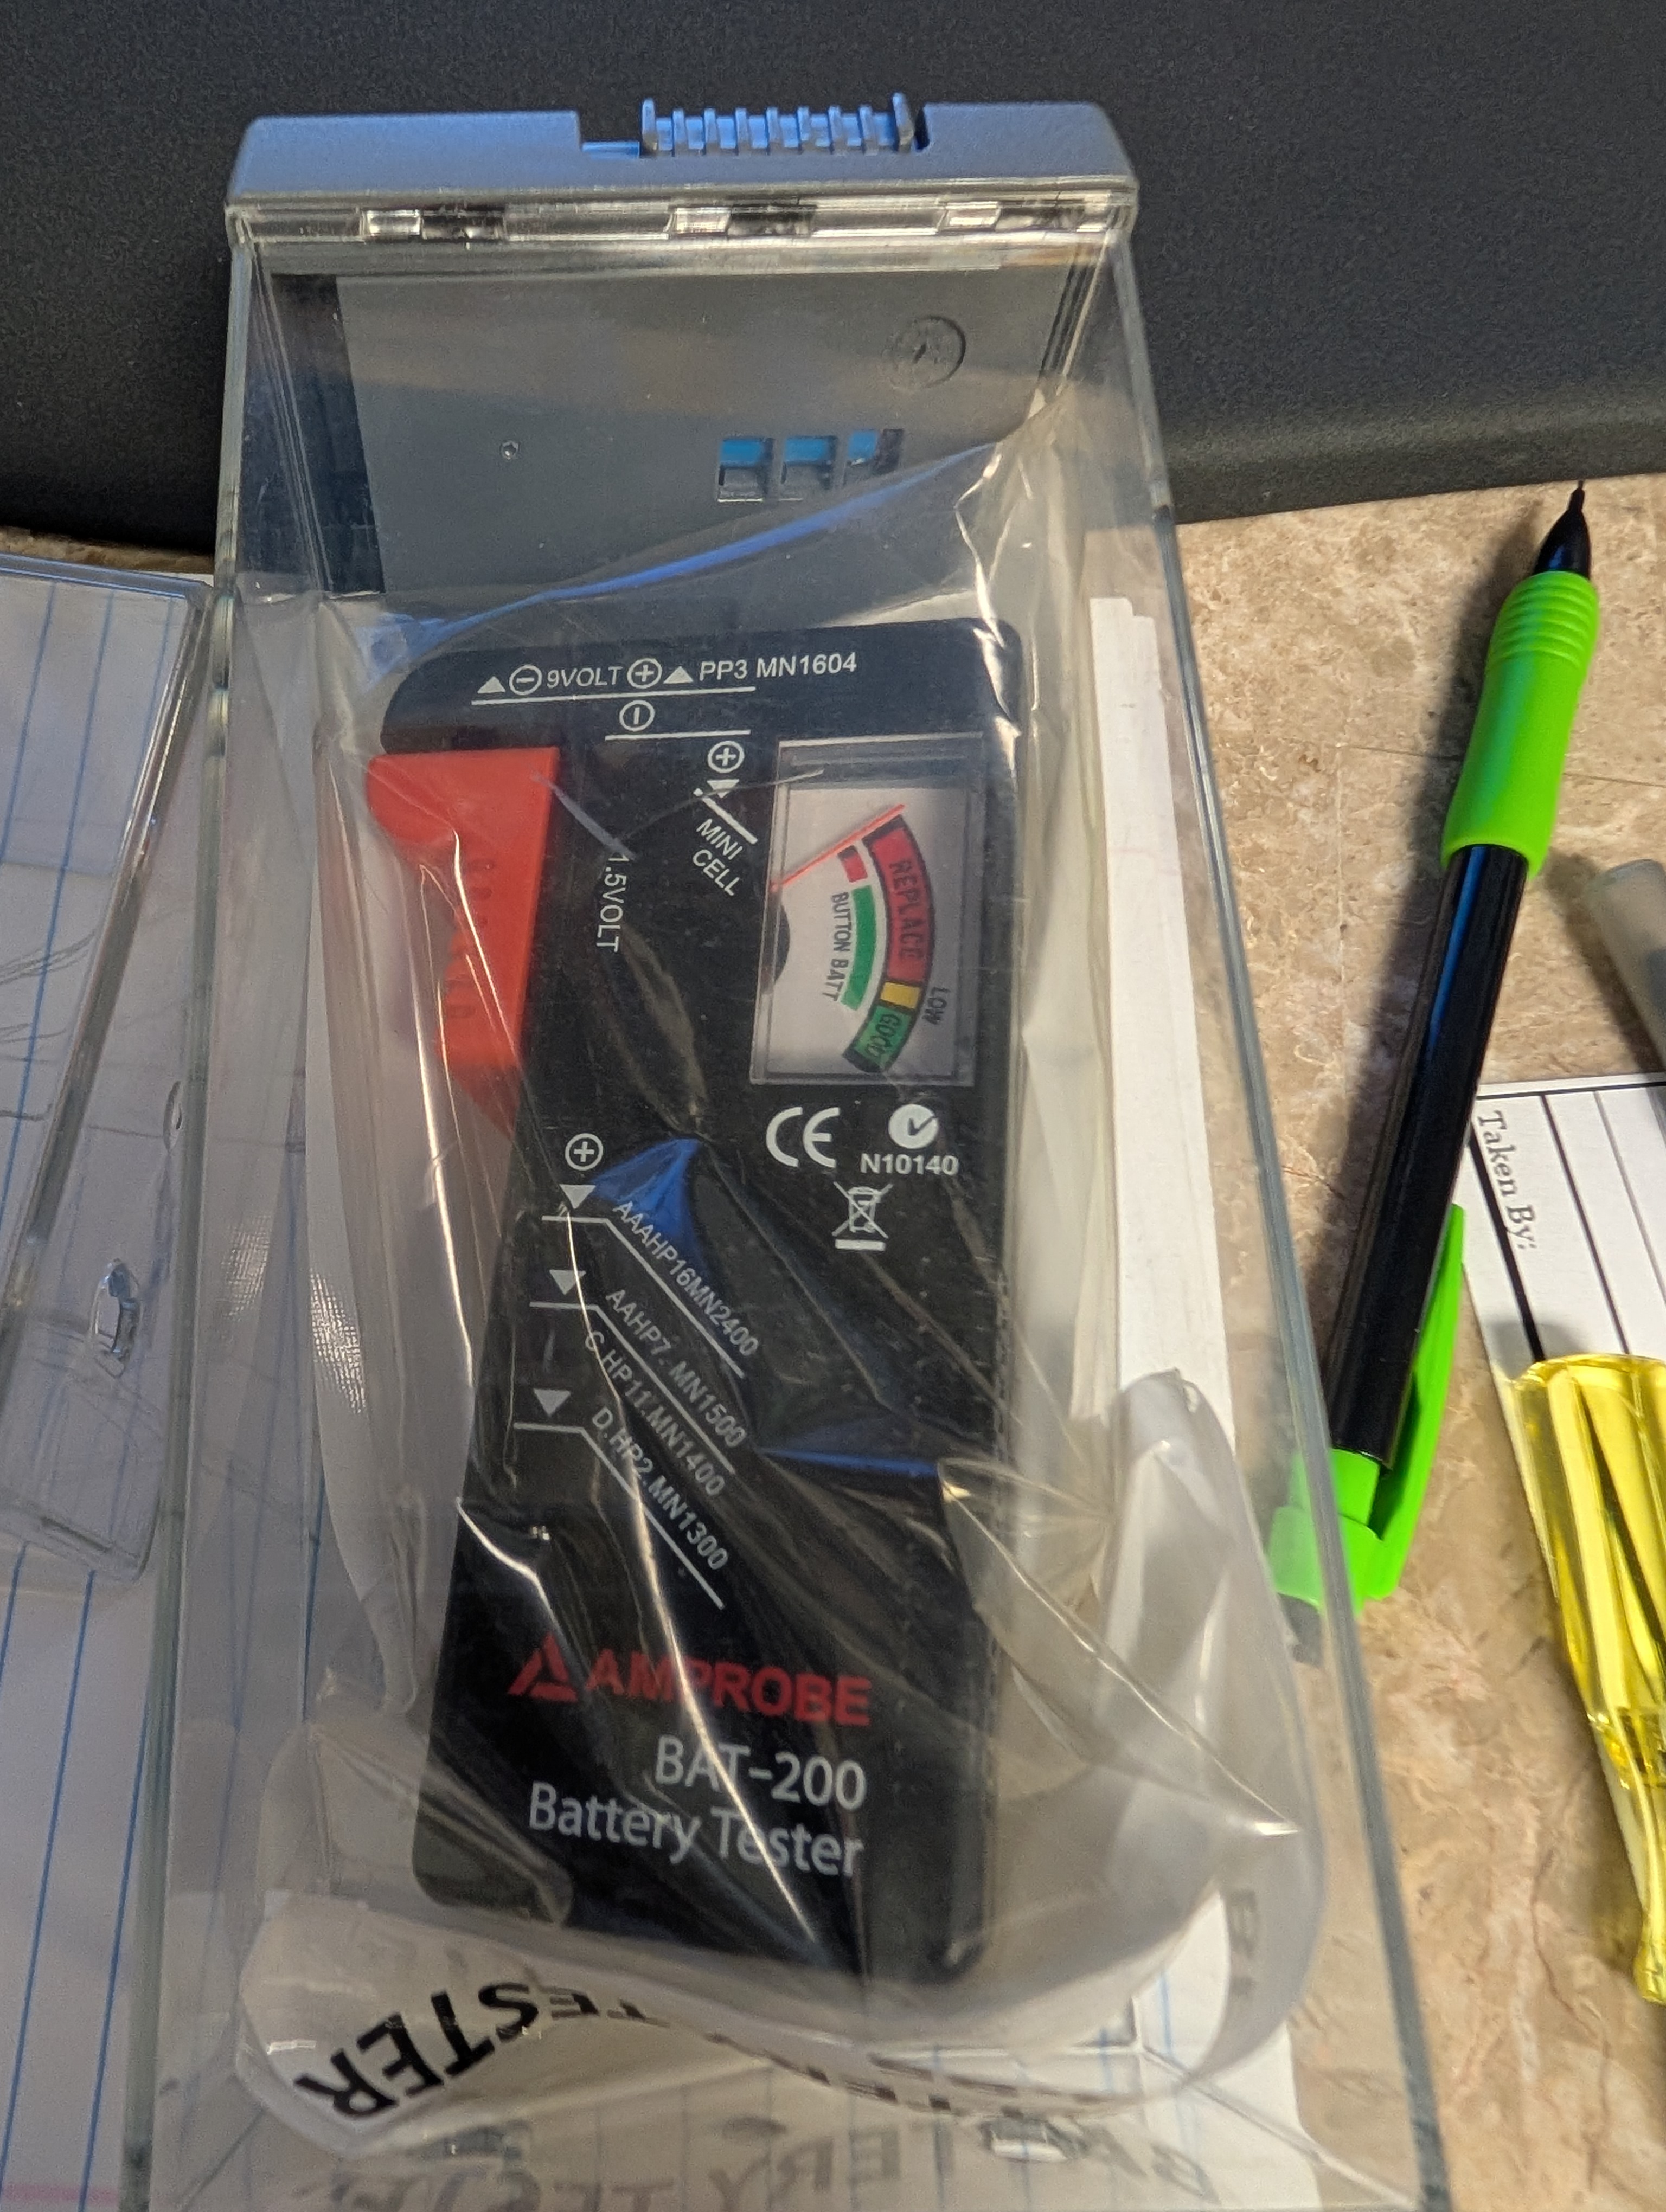 9VOLT PP3 MN1604
MINI
CELL
1.5VOLT
REPLACE
LOW
GOOD
BUTTON BATT
CE
N10140
AAAHP16MN2400
AAHP7. MN1500
C.HP11.MN1400
D.HP2.MN1300
AMPROBE
BAT-200
Battery Tester
TESTER
Taken By: